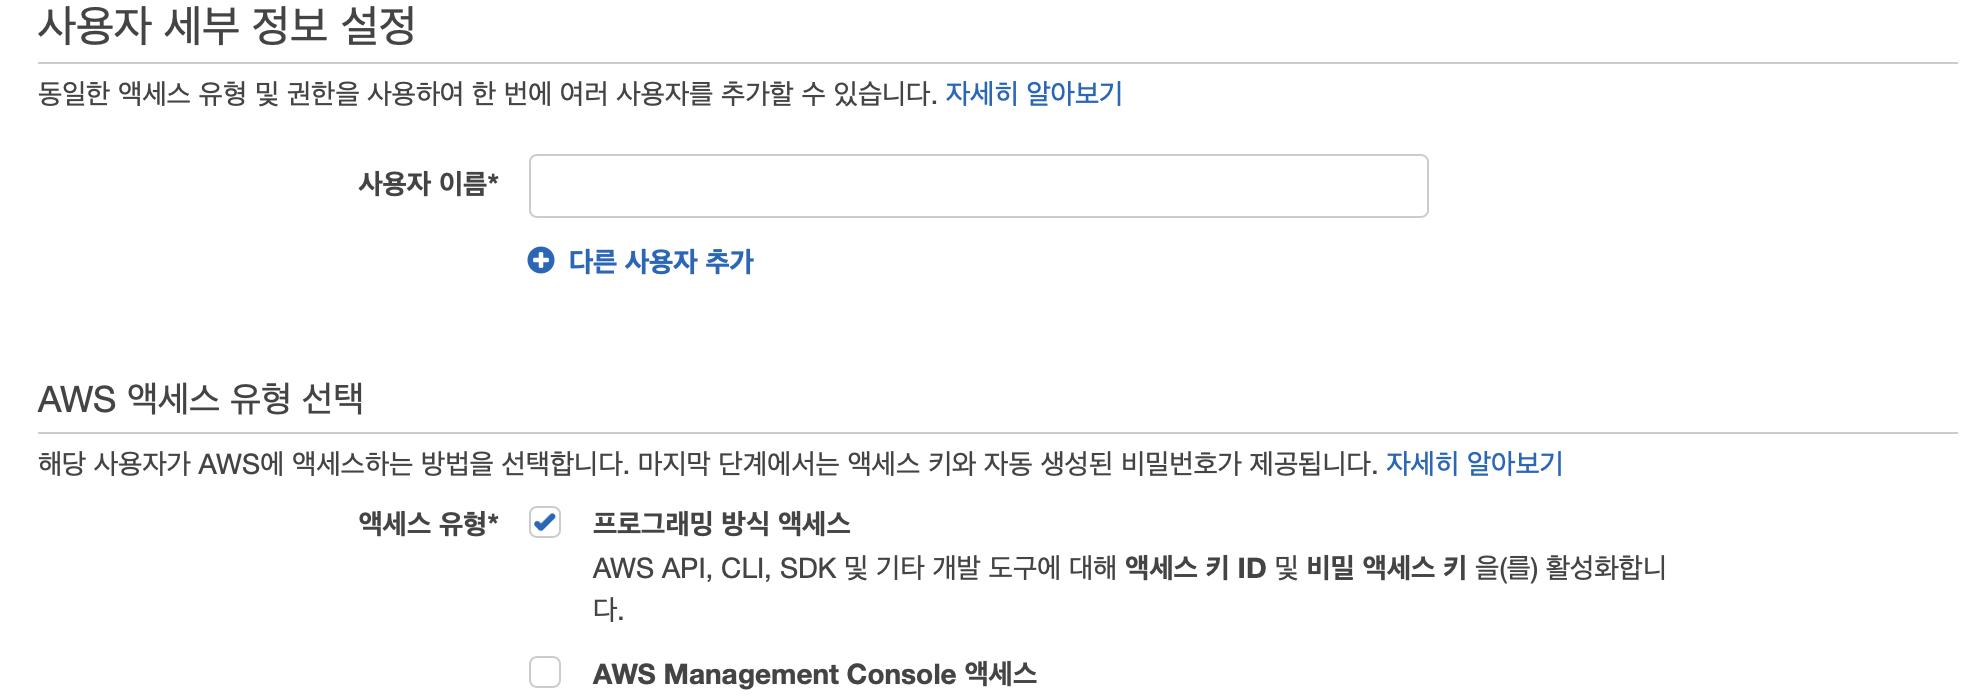 사용자 세부 정보 설정
동일한 액세스 유형 및 권한을 사용하여 한 번에 여러 사용자를 추가할 수 있습니다. 자세히 알아보기
사용자 이름*
다른 사용자 추가
AWS 액세스 유형 선택
해당 사용자가 AWS에 액세스하는 방법을 선택합니다. 마지막 단계에서는 액세스 키와 자동 생성된 비밀번호가 제공됩니다. 자세히 알아보기
액세스 유형* 프로그래밍 방식 액세스
AWS API, CLI, SDK 및 기타 개발 도구에 대해 액세스 키 ID 및 비밀 액세스 키 을(를) 활성화합니
다.
AWS Management Console 액세스